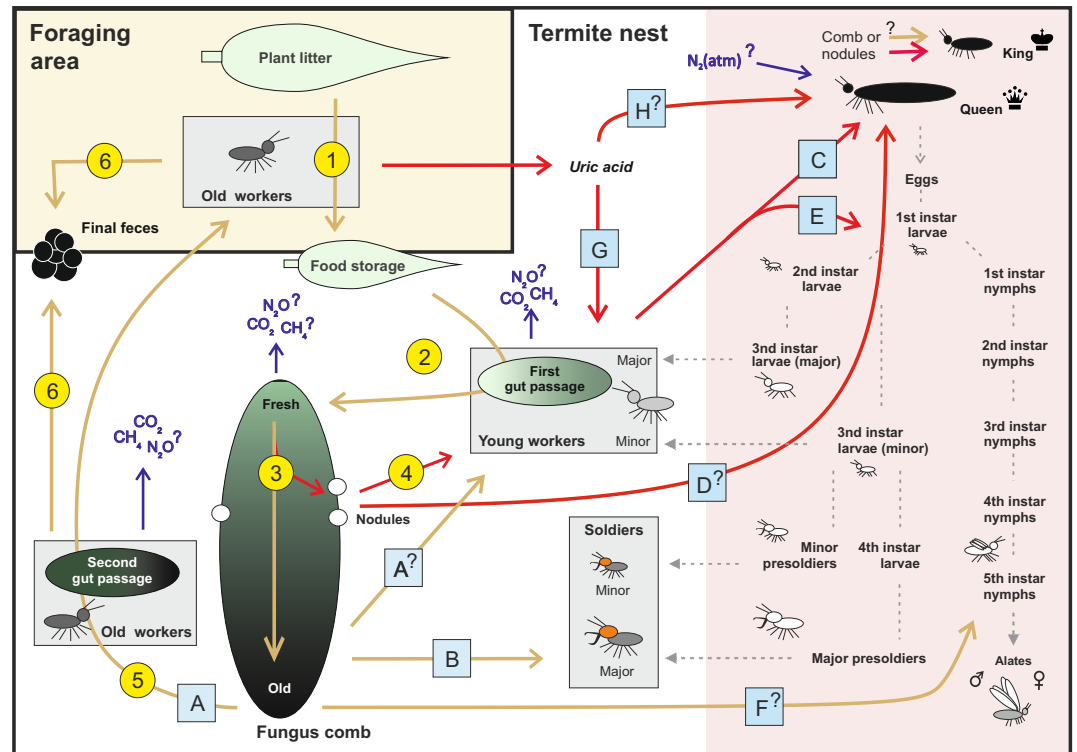 Foraging
area
Termite nest
Plant litter
Comb or
nodules
?
King
N₂(atm) ?
Queen
H?
6
1
Old workers
Uric acid
C
Eggs
Final feces
E
1st instar
larvae
G
Food storage
2nd instar
larvae
1st instar
nymphs
N₂O?
CO₂ CH₄?
N₂O?
CO₂ CH₄
2
First
gut passage
Major
Young workers
Minor
3nd instar
larvae (major)
2nd instar
nymphs
6
Fresh
CO₂
CH₄ N₂O?
3
4
3nd instar
larvae (minor)
3rd instar
nymphs
D?
Nodules
4th instar
nymphs
Second
gut passage
Old workers
A?
Soldiers
Minor
Major
Minor
presoldiers
4th instar
larvae
5th instar
nymphs
B
Major presoldiers
Alates
♂
♀
5
A
Old
F?
Fungus comb